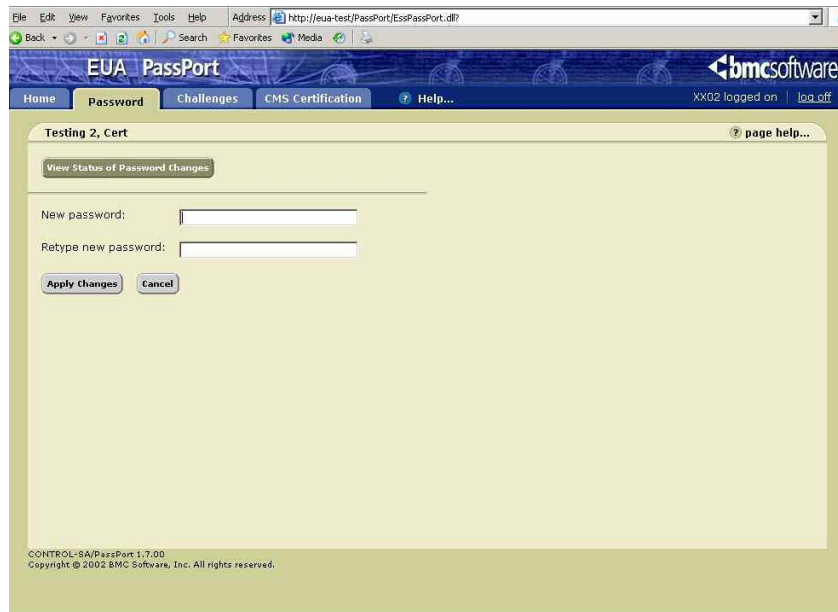 File Edit View Favorites Tools Help Address http://eua-test/PassPort/EssPassPort.dll?
Back Search Favorites Media
EUA PassPort bmcsoftware
Home Password Challenges CMS Certification ? Help... XX02 logged on | log off
Testing 2, Cert ? page help...
View Status of Password Changes
New password:
Retype new password:
Apply Changes Cancel
CONTROL-SA/PassPort 1.7.00
Copyright © 2002 BMC Software, Inc. All rights reserved.